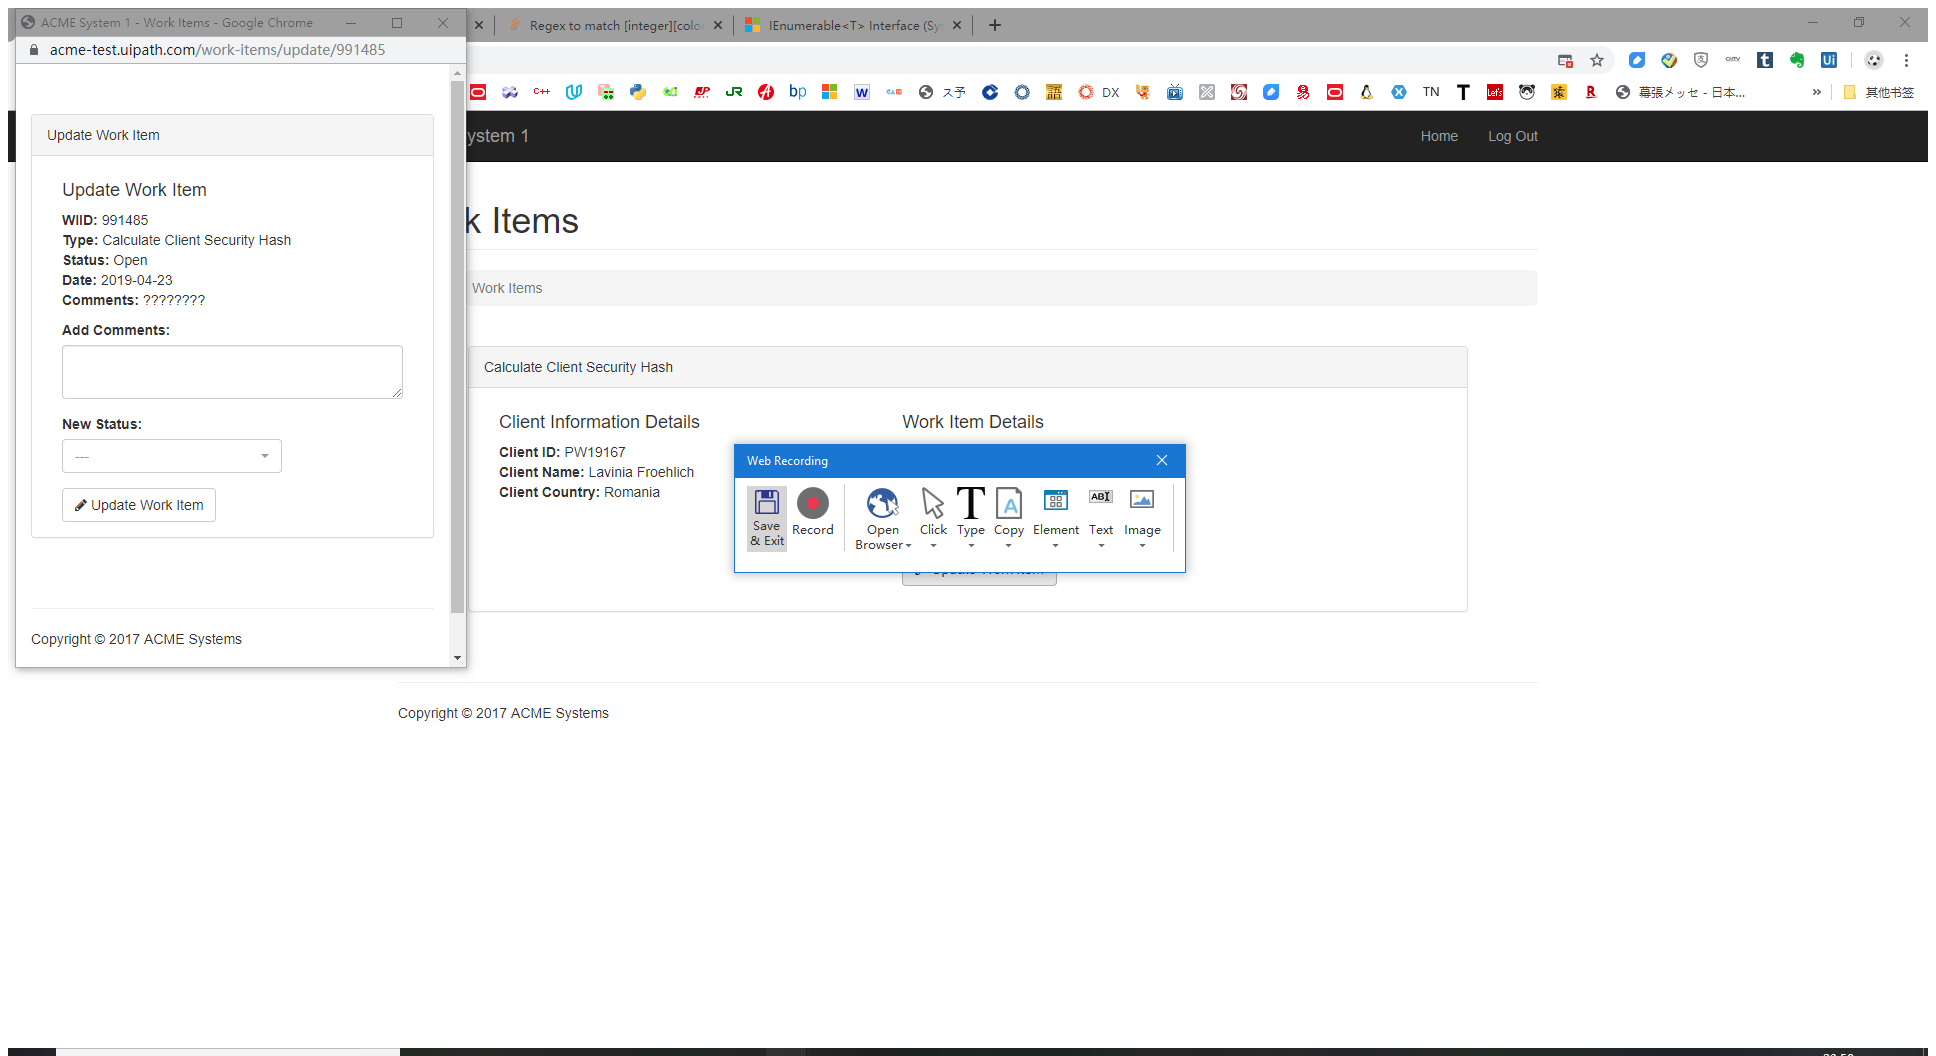 ACME System 1 - Work Items - Google Chrome
acme-test.uipath.com/work-items/update/991485
Update Work Item
Update Work Item
WIID: 991485
Type: Calculate Client Security Hash
Status: Open
Date: 2019-04-23
Comments: ????????
Add Comments:
New Status:
---
Update Work Item
Copyright © 2017 ACME Systems
Regex to match [integer][colo
IEnumerable<T> Interface (Sy
C++
JR
bp
W
ス予
DX
TN
T
Let's
R
幕張メッセ - 日本...
»
其他书签
t
Ui
ystem 1
Home
Log Out
k Items
Work Items
Calculate Client Security Hash
Client Information Details
Client ID: PW19167
Client Name: Lavinia Froehlich
Client Country: Romania
Work Item Details
Web Recording
Save & Exit
Record
Open Browser
Click
Type
Copy
Element
Text
Image
Copyright © 2017 ACME Systems